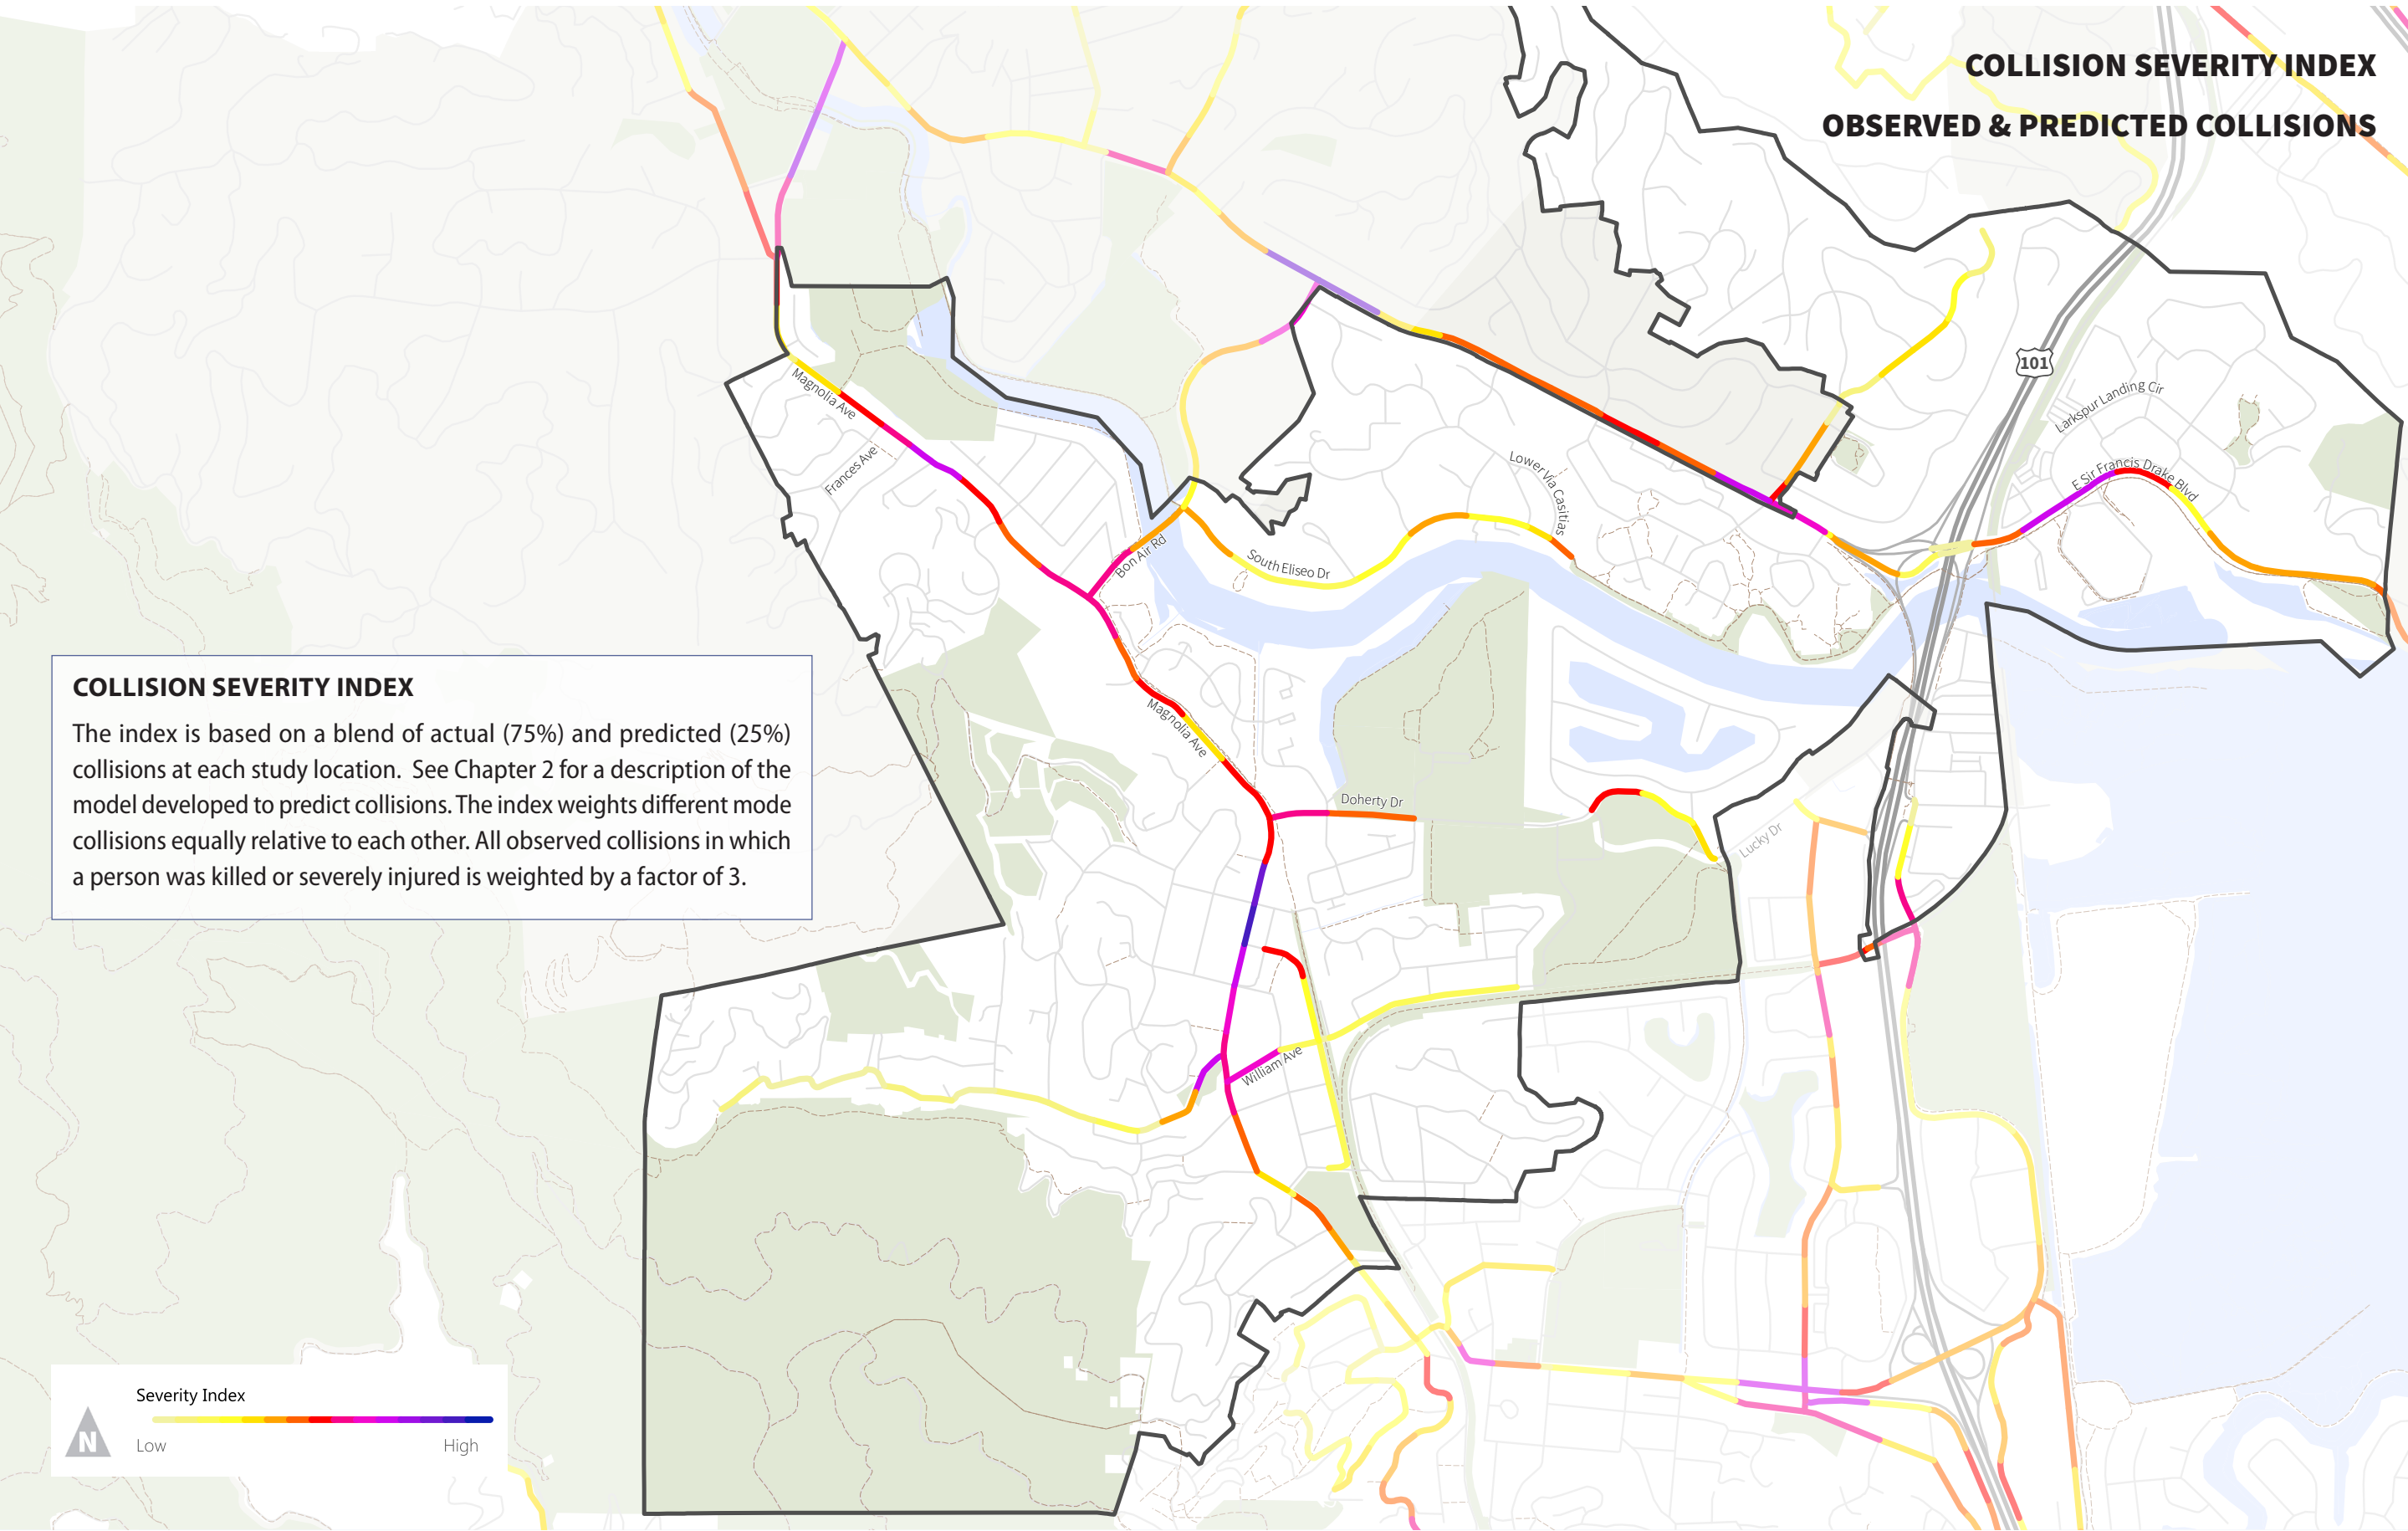 COLLISION SEVERITY INDEX
OBSERVED & PREDICTED COLLISIONS
101
Larkspur Landing Cir
E Sir Francis Drake Blvd
Magnolia Ave
Frances Ave
Lower Via Casitias
Bon Air Rd
South Eliseo Dr
COLLISION SEVERITY INDEX
The index is based on a blend of actual (75%) and predicted (25%)
collisions at each study location. See Chapter 2 for a description of the
model developed to predict collisions. The index weights different mode
collisions equally relative to each other. All observed collisions in which
a person was killed or severely injured is weighted by a factor of 3.
Magnolia Ave
Doherty Dr
Lucky Dr
William Ave
Severity Index
N
Low
High